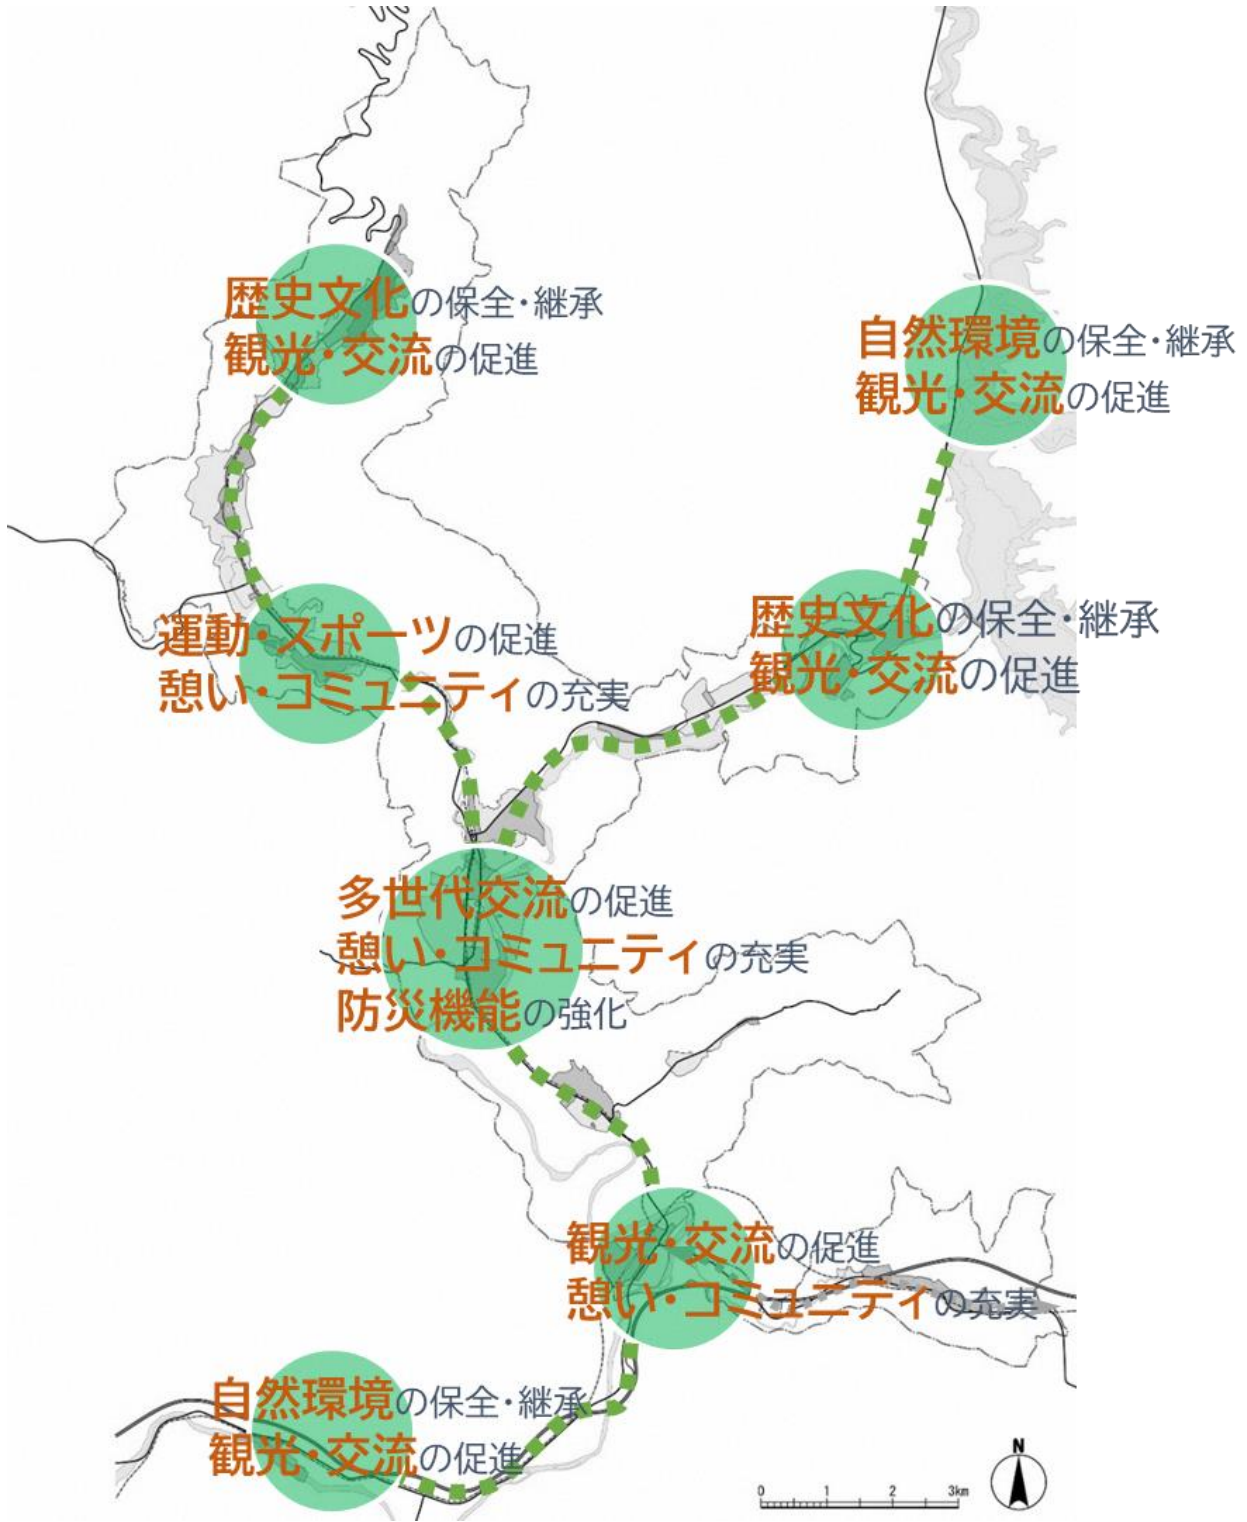 歴史文化の保全・継承
観光・交流の促進
自然環境の保全・継承
観光・交流の促進
運動・スポーツの促進
憩い・コミュニティの充実
歴史文化の保全・継承
観光・交流の促進
多世代交流の促進
憩い・コミュニティの充実
防災機能の強化
観光・交流の促進
憩い・コミュニティの充実
自然環境の保全・継承
観光・交流の促進
N
0 1 2 3km